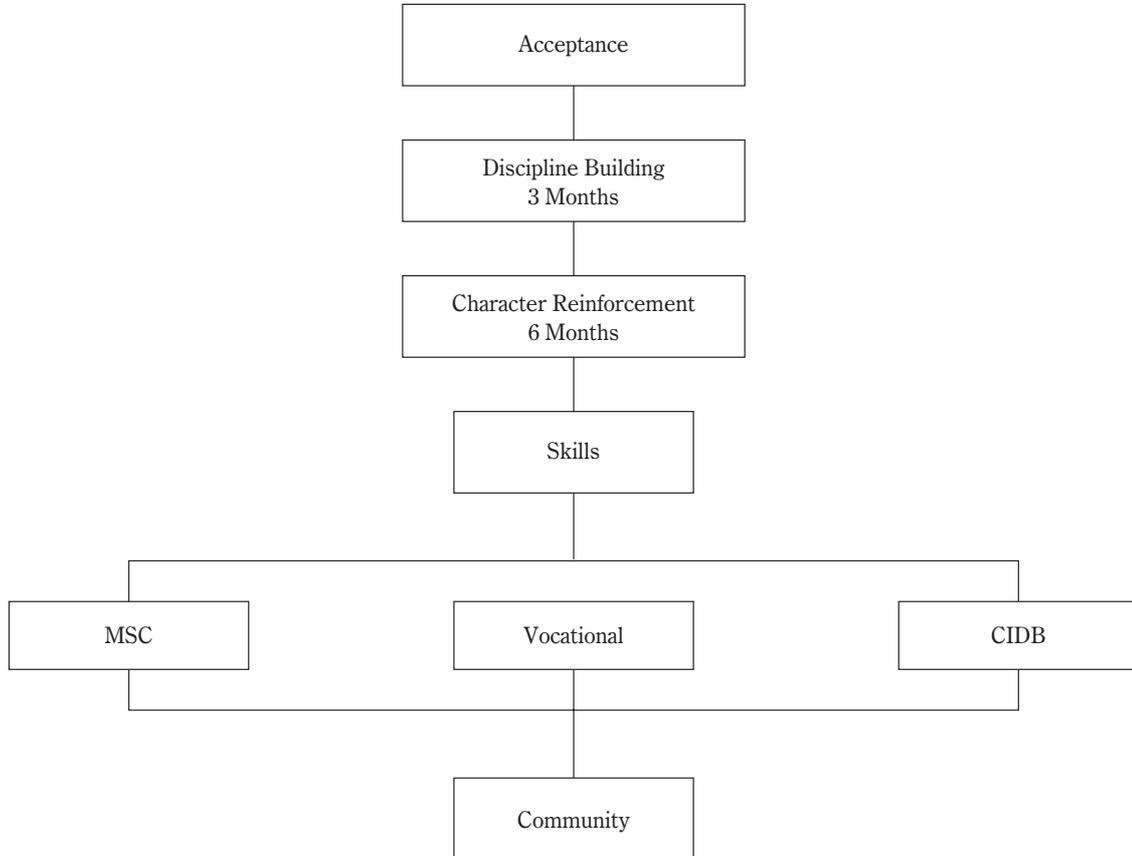 Acceptance
Discipline Building
3 Months
Character Reinforcement
6 Months
Skills
MSC
Vocational
CIDB
Community